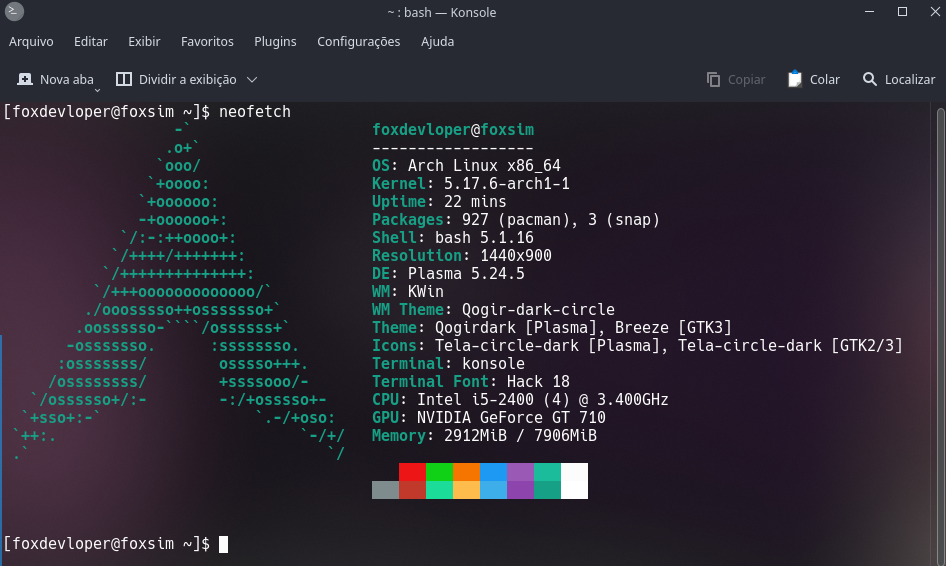 ~ : bash — Konsole
Arquivo Editar Exibir Favoritos Plugins Configurações Ajuda
Nova aba Dividir a exibição Copiar Colar Localizar
[foxdevloper@foxsim ~]$ neofetch
                   -`                    foxdevloper@foxsim
                  .o+`                   ------------------
                 `ooo/                   OS: Arch Linux x86_64
                `+oooo:                  Kernel: 5.17.6-arch1-1
               `+oooooo:                 Uptime: 22 mins
               -+oooooo+:                Packages: 927 (pacman), 3 (snap)
             `/:-:++oooo+:               Shell: bash 5.1.16
            `/++++/+++++++:              Resolution: 1440x900
           `/++++++++++++++:             DE: Plasma 5.24.5
          `/+++ooooooooooooo/`           WM: KWin
         ./ooosssso++osssssso+`          WM Theme: Qogir-dark-circle
        .oossssso-````/ossssss+`         Theme: Qogirdark [Plasma], Breeze [GTK3]
       -osssssso.      :ssssssso.        Icons: Tela-circle-dark [Plasma], Tela-circle-dark [GTK2/3]
      :osssssss/        osssso+++.       Terminal: konsole
     /ossssssss/        +ssssooo/-       Terminal Font: Hack 18
   `/ossssso+/:-        -:/+osssso+-     CPU: Intel i5-2400 (4) @ 3.400GHz
  `+sso+:-`                 `.-/+oso:    GPU: NVIDIA GeForce GT 710
 `++:.                           `-/+/   Memory: 2912MiB / 7906MiB
 .`                                 `/
[foxdevloper@foxsim ~]$